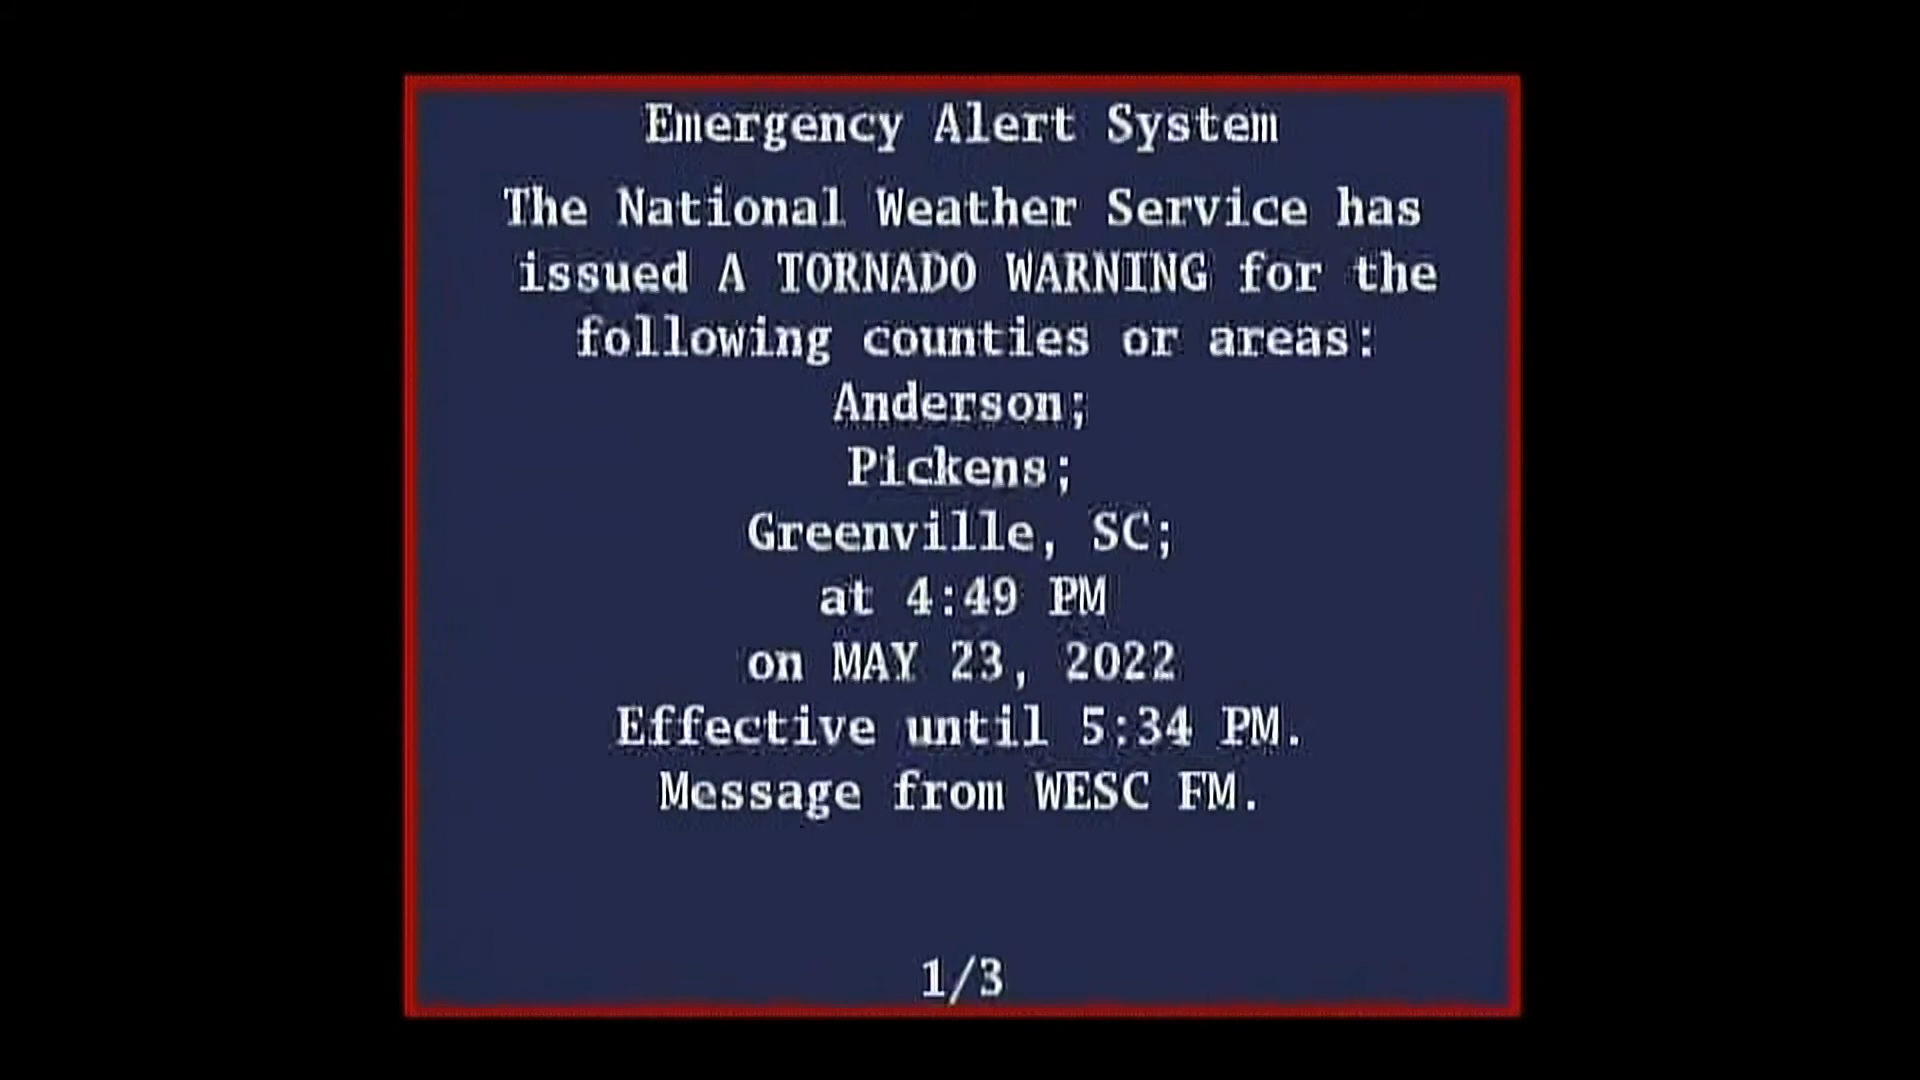 Emergency Alert System
The National Weather Service has
issued A TORNADO WARNING for the
following counties or areas:
Anderson;
Pickens;
Greenville, SC;
at 4:49 PM
on MAY 23, 2022
Effective until 5:34 PM.
Message from WESC FM.
1/3